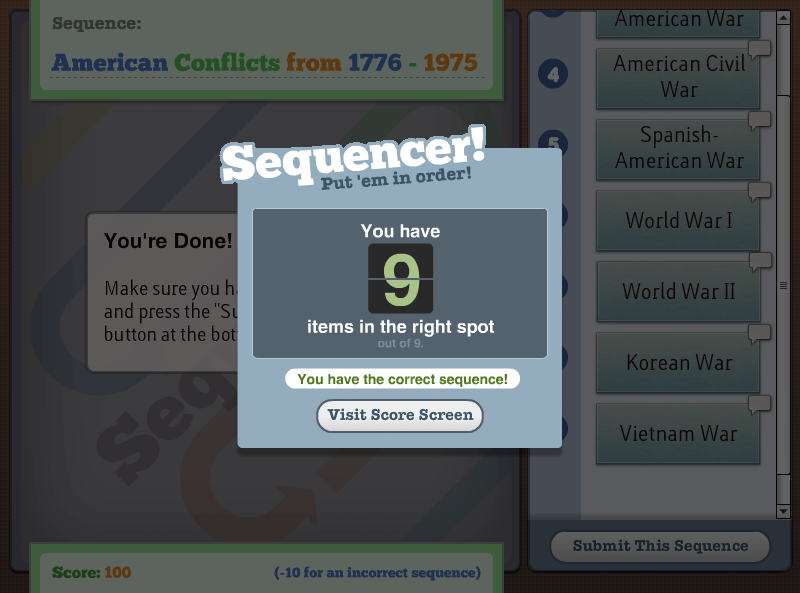 Sequence:
American Conflicts from 1776 - 1975
You're Done!
Make sure you
and press the
button at the
Sequencer!
Put 'em in order!
You have
9
items in the right spot
out of 9.
You have the correct sequence!
Visit Score Screen
American War
4
American Civil
War
5
Spanish-
American War
World War I
World War II
Korean War
Vietnam War
Submit This Sequence
Score: 100
(-10 for an incorrect sequence)